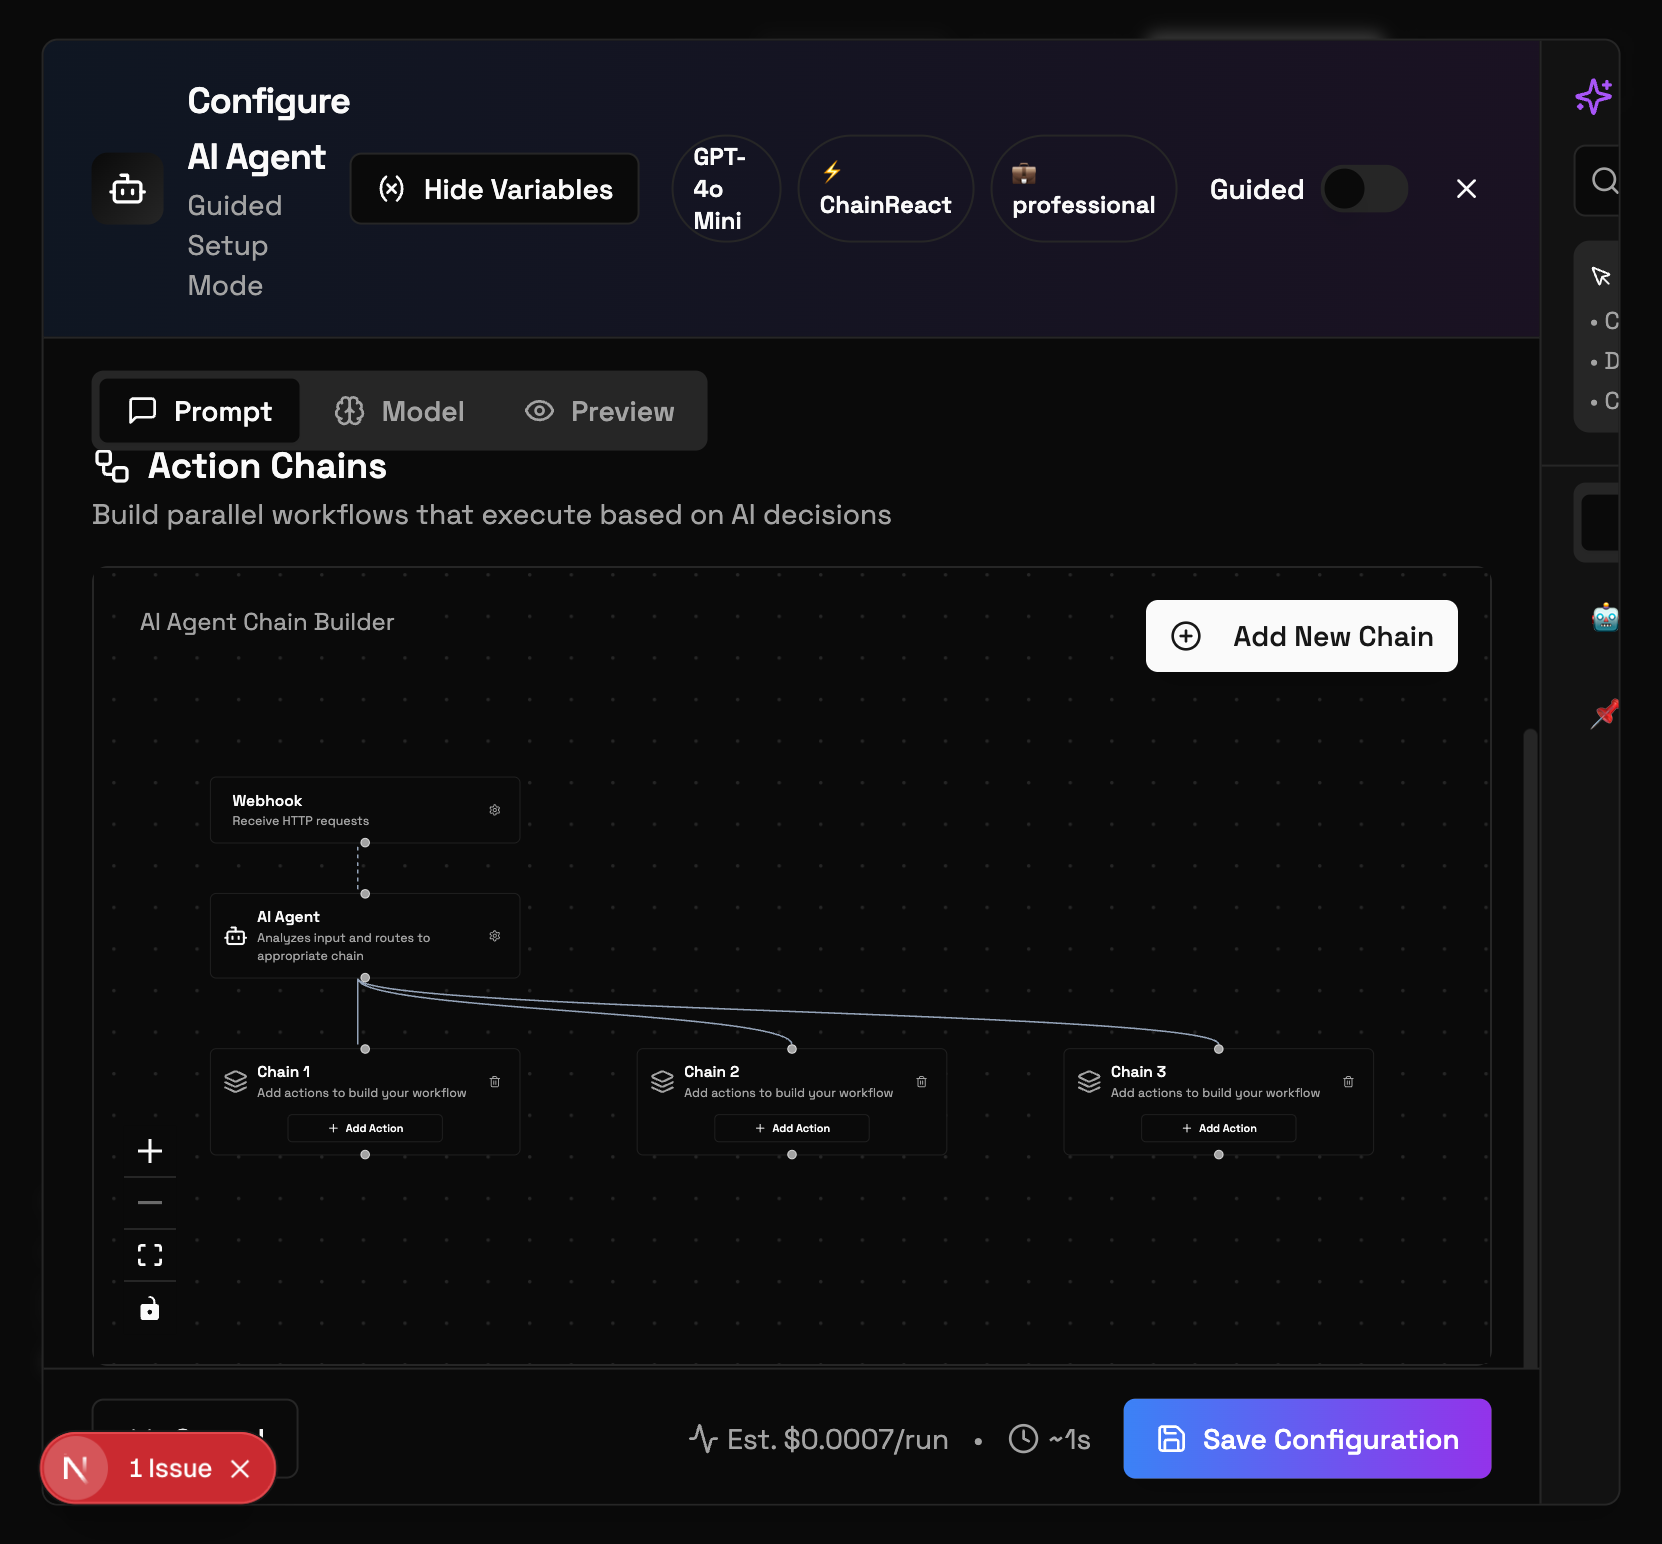 Configure
AI Agent
Guided
Setup
Mode
Hide Variables
GPT-
4o
Mini
⚡
ChainReact
💼
professional
Guided
Prompt
Model
Preview
Action Chains
Build parallel workflows that execute based on AI decisions
AI Agent Chain Builder
Add New Chain
Webhook
Receive HTTP requests
AI Agent
Analyzes input and routes to
appropriate chain
Chain 1
Add actions to build your workflow
+ Add Action
Chain 2
Add actions to build your workflow
+ Add Action
Chain 3
Add actions to build your workflow
+ Add Action
• C
• D
• C
Est. $0.0007/run • ~1s
Save Configuration
N 1 Issue